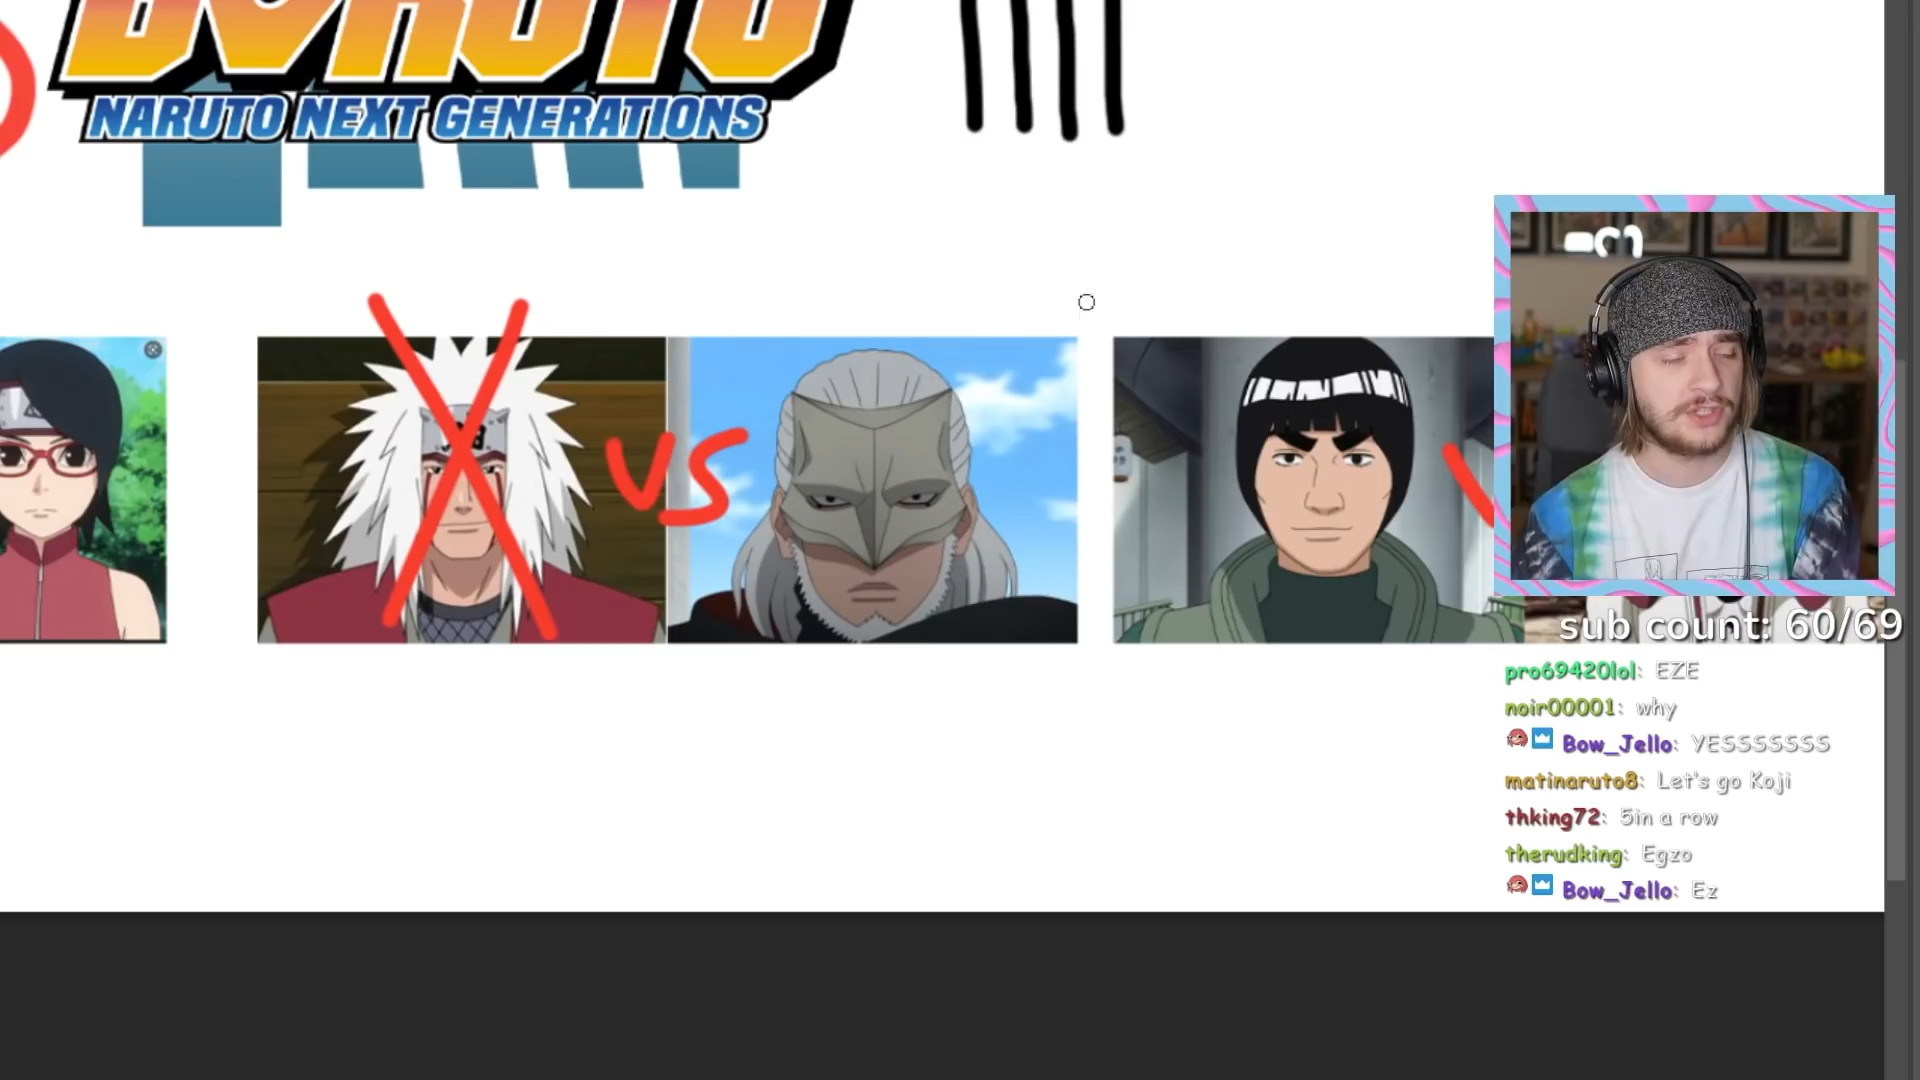 BORUTO
NARUTO NEXT GENERATIONS
VS
sub count: 60/69
pro69420lol: EZE
noir00001: why
Bow_Jello: YESSSSSSS
matinaruto8: Let's go Koji
thking72: 5in a row
therudking: Egzo
Bow_Jello: Ez